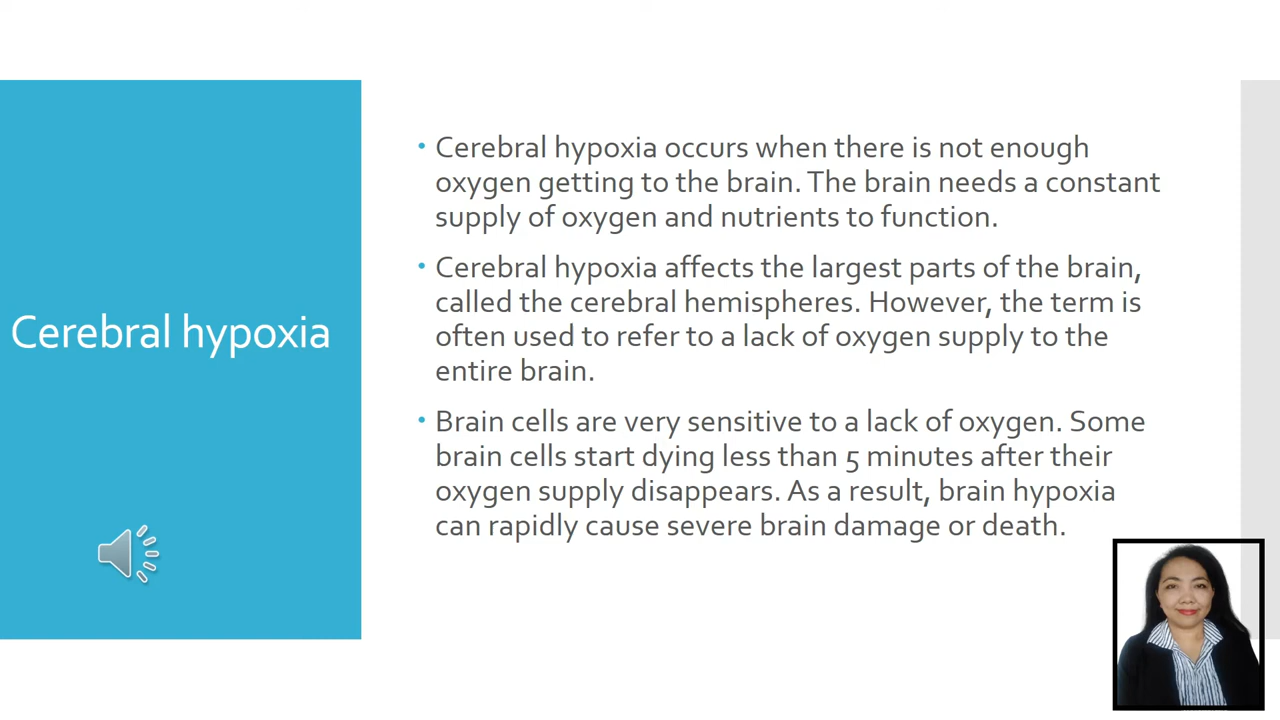 Cerebral hypoxia
• Cerebral hypoxia occurs when there is not enough
oxygen getting to the brain. The brain needs a constant
supply of oxygen and nutrients to function.
• Cerebral hypoxia affects the largest parts of the brain,
called the cerebral hemispheres. However, the term is
often used to refer to a lack of oxygen supply to the
entire brain.
• Brain cells are very sensitive to a lack of oxygen. Some
brain cells start dying less than 5 minutes after their
oxygen supply disappears. As a result, brain hypoxia
can rapidly cause severe brain damage or death.